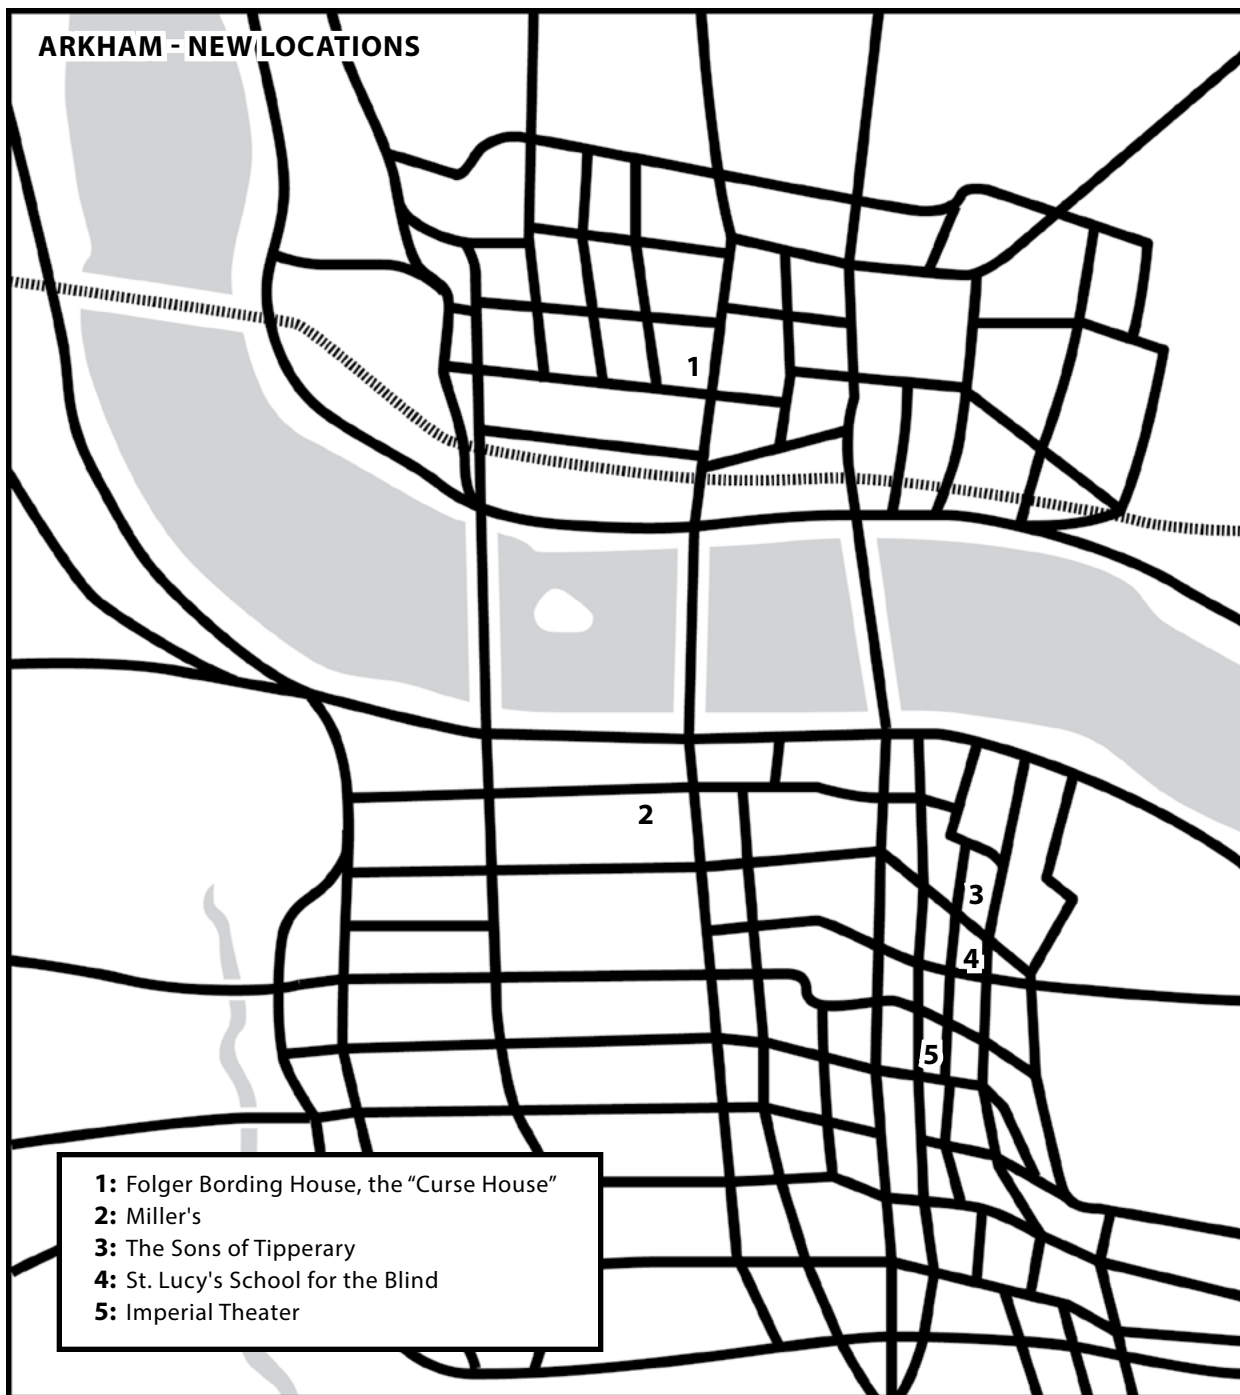 ARKHAM - NEW LOCATIONS
1
2
3
4
5
1: Folger Bording House, the “Curse House”
2: Miller's
3: The Sons of Tipperary
4: St. Lucy's School for the Blind
5: Imperial Theater